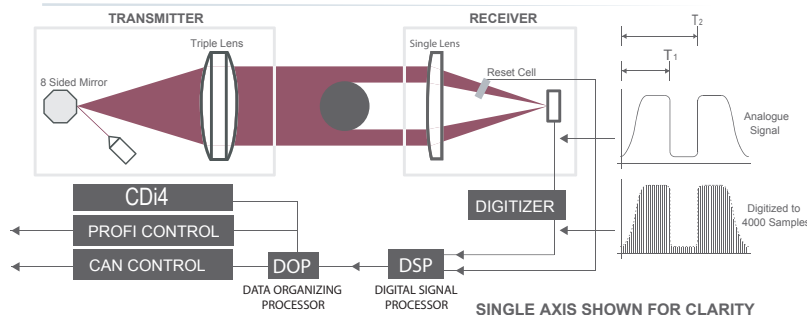 TRANSMITTER
RECEIVER
T2
Triple Lens
Single Lens
8 Sided Mirror
Reset Cell
T1
Analogue
Signal
CDi4
DIGITIZER
Digitized to
4000 Samples
PROFI CONTROL
CAN CONTROL
DOP
DSP
DATA ORGANIZING
PROCESSOR
DIGITAL SIGNAL
PROCESSOR
SINGLE AXIS SHOWN FOR CLARITY